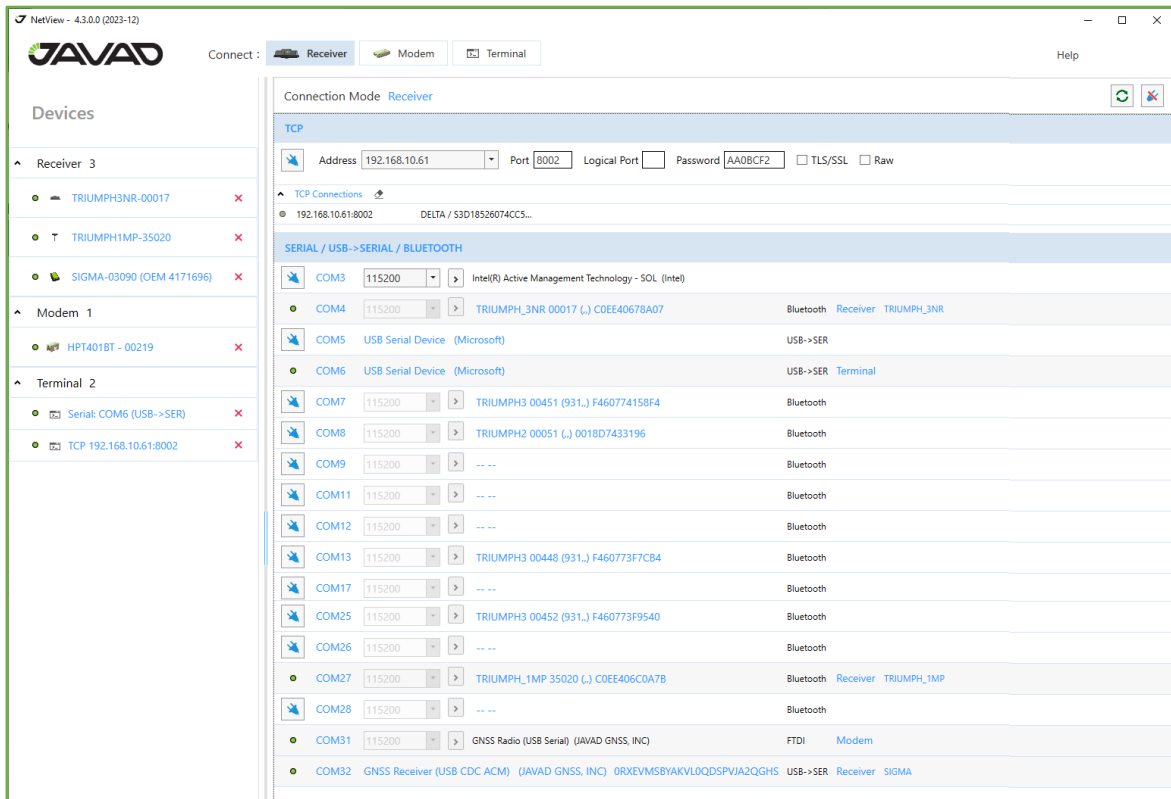 NetView - 4.3.0.0 (2023-12)
JAVAD
Connect : Receiver Modem Terminal Help
Devices
Receiver 3
TRIUMPH3NR-00017
TRIUMPH1MP-35020
SIGMA-03090 (OEM 4171696)
Modem 1
HPT401BT - 00219
Terminal 2
Serial: COM6 (USB->SER)
TCP 192.168.10.61:8002
Connection Mode Receiver
TCP
Address 192.168.10.61 Port 8002 Logical Port Password AA0BCF2 TLS/SSL Raw
TCP Connections
192.168.10.61:8002 DELTA / S3D18526074CC5...
SERIAL / USB->SERIAL / BLUETOOTH
COM3 115200 Intel(R) Active Management Technology - SOL (Intel)
COM4 115200 TRIUMPH_3NR 00017 (,.) C0EE40678A07 Bluetooth Receiver TRIUMPH_3NR
COM5 USB Serial Device (Microsoft) USB->SER
COM6 USB Serial Device (Microsoft) USB->SER Terminal
COM7 115200 TRIUMPH3 00451 (931,.) F460774158F4 Bluetooth
COM8 115200 TRIUMPH2 00051 (,.) 0018D7433196 Bluetooth
COM9 115200 -- -- Bluetooth
COM11 115200 -- -- Bluetooth
COM12 115200 -- -- Bluetooth
COM13 115200 TRIUMPH3 00448 (931,.) F460773F7CB4 Bluetooth
COM17 115200 -- -- Bluetooth
COM25 115200 TRIUMPH3 00452 (931,.) F460773F9540 Bluetooth
COM26 115200 -- -- Bluetooth
COM27 115200 TRIUMPH_1MP 35020 (,.) C0EE406C0A7B Bluetooth Receiver TRIUMPH_1MP
COM28 115200 -- -- Bluetooth
COM31 115200 GNSS Radio (USB Serial) (JAVAD GNSS, INC) FTDI Modem
COM32 GNSS Receiver (USB CDC ACM) (JAVAD GNSS, INC) 0RXEVMSBYAKVL0QDSPVJA2QGHS USB->SER Receiver SIGMA